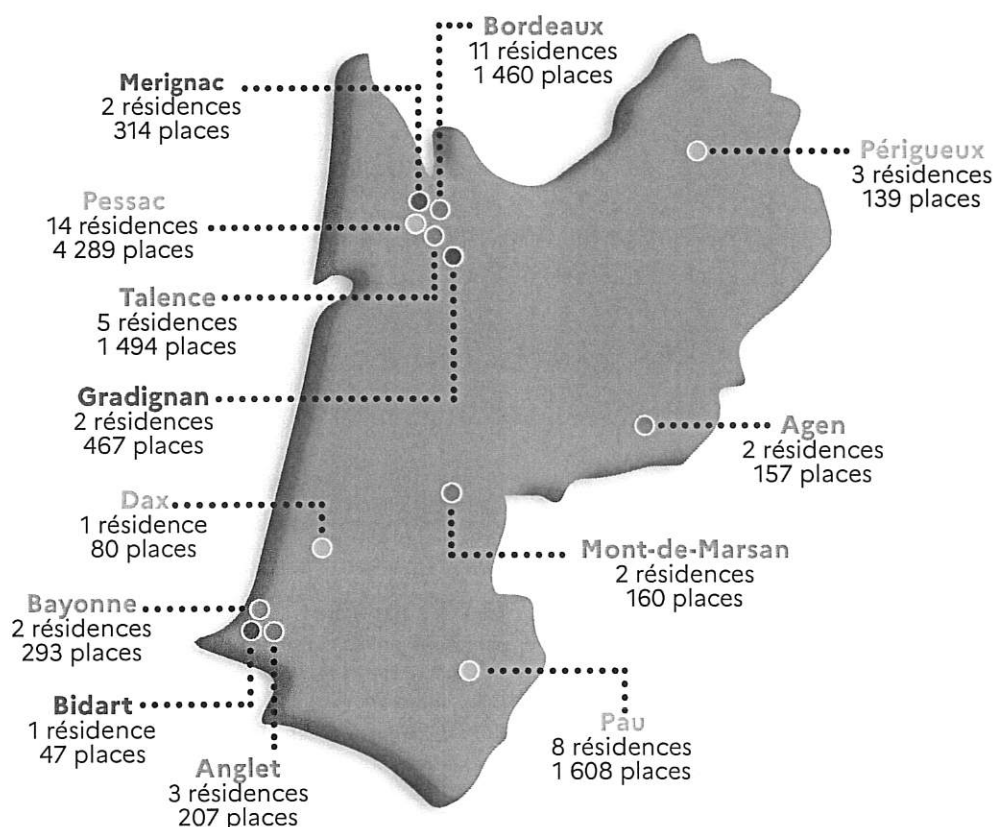 Bordeaux
11 résidences
1 460 places
Merignac
2 résidences
314 places
Périgueux
3 résidences
139 places
Pessac
14 résidences
4 289 places
Talence
5 résidences
1 494 places
Gradignan
2 résidences
467 places
Agen
2 résidences
157 places
Dax
1 résidence
80 places
Mont-de-Marsan
2 résidences
160 places
Bayonne
2 résidences
293 places
Bidart
1 résidence
47 places
Anglet
3 résidences
207 places
Pau
8 résidences
1 608 places